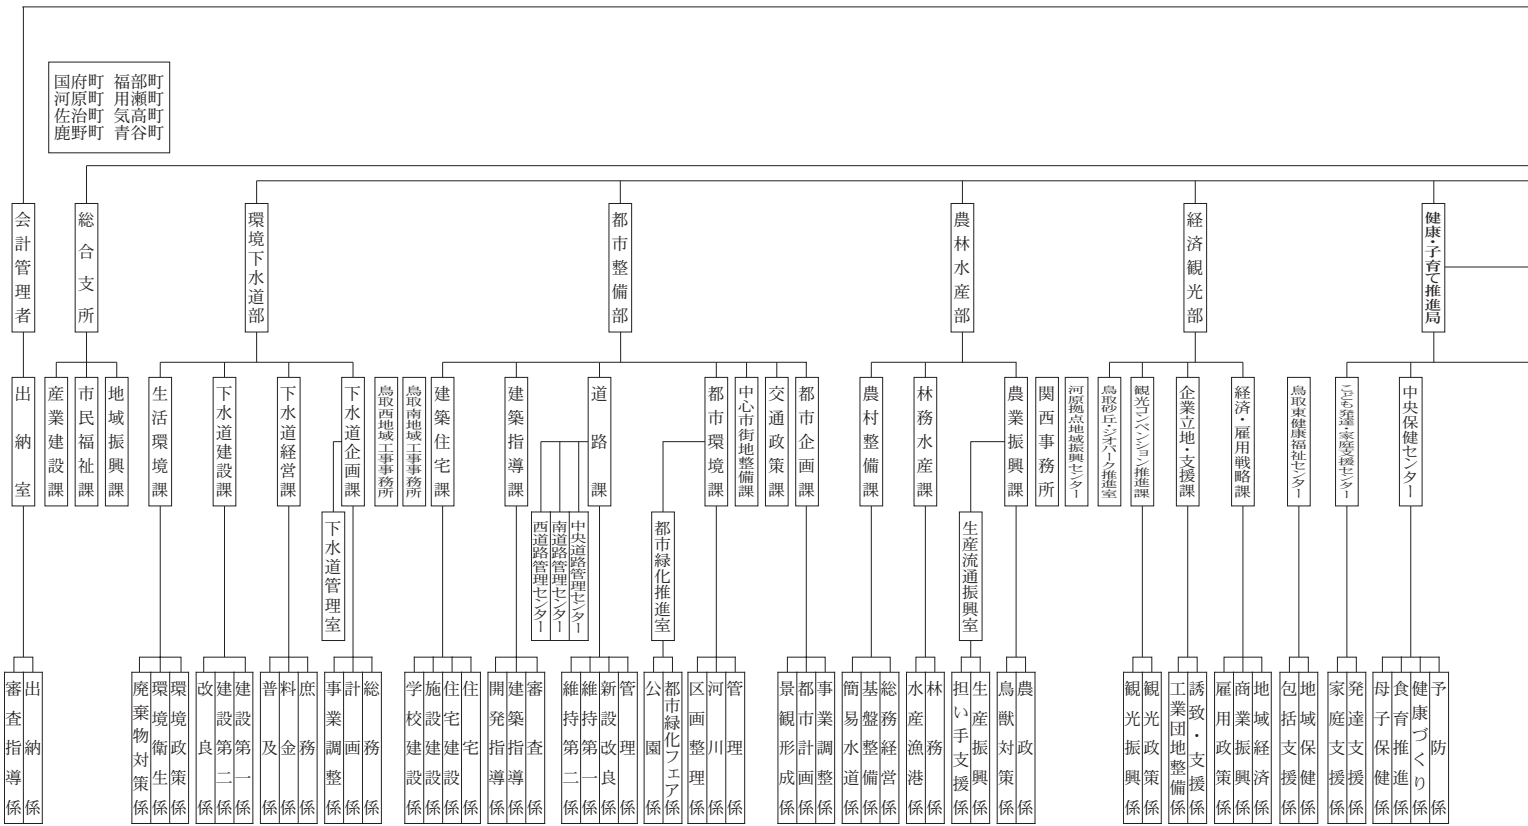 国府町 福部町
河原町 用瀬町
佐治町 気高町
鹿野町 青谷町
健康・子育て推進局
経済観光部
農林水産部
都市整備部
環境下水道部
総合支所
会計管理者
中央保健センター
こども発達・家庭支援センター
鳥取東健康福祉センター
経済・雇用戦略課
企業立地・支援課
観光コンベンション推進課
鳥取砂丘・ジオパーク推進室
河原拠点地域振興センター
関西事務所
農業振興課
林務水産課
農村整備課
都市企画課
交通政策課
中心市街地整備課
都市環境課
道路課
建築指導課
建築住宅課
鳥取南地域工事事務所
鳥取西地域工事事務所
下水道企画課
下水道経営課
下水道建設課
生活環境課
地域振興課
市民福祉課
産業建設課
出納室
生産流通振興室
都市緑化推進室
中央道路管理センター
南道路管理センター
西道路管理センター
下水道管理室
予防係
健康づくり係
食育推進係
母子保健係
発達支援係
家庭支援係
地域保健係
包括支援係
地域経済係
商業振興係
雇用政策係
誘致・支援係
工業団地整備係
観光政策係
観光振興係
農政係
鳥獣対策係
生産振興係
担い手支援係
林務係
水産漁港係
総務経営係
基盤整備係
簡易水道係
事業調整係
都市計画係
景観形成係
管理係
河川係
区画整理係
都市緑化フェア係
公園係
管理係
新設改良係
維持第一係
維持第二係
審査係
建築指導係
開発指導係
住宅係
住宅建設係
施設建設係
学校建設係
総務係
計画係
事業調整係
庶務係
料金係
普及係
建設第一係
建設第二係
改良係
環境政策係
環境衛生係
廃棄物対策係
出納係
審査指導係